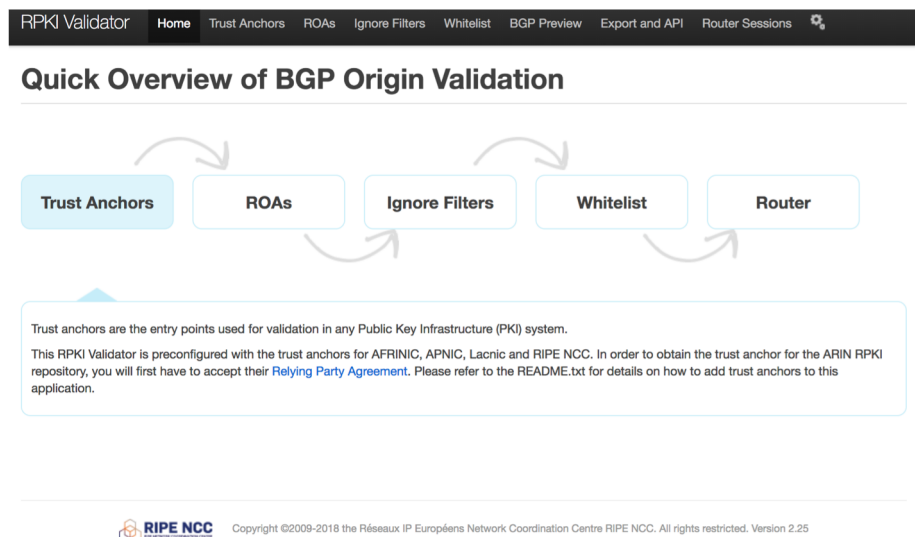 RPKI Validator Home Trust Anchors ROAs Ignore Filters Whitelist BGP Preview Export and API Router Sessions
Quick Overview of BGP Origin Validation
Trust Anchors ROAs Ignore Filters Whitelist Router
Trust anchors are the entry points used for validation in any Public Key Infrastructure (PKI) system.
This RPKI Validator is preconfigured with the trust anchors for AFRINIC, APNIC, Lacnic and RIPE NCC. In order to obtain the trust anchor for the ARIN RPKI
repository, you will first have to accept their Relying Party Agreement. Please refer to the README.txt for details on how to add trust anchors to this
application.
RIPE NCC Copyright ©2009-2018 the Réseaux IP Européens Network Coordination Centre RIPE NCC. All rights restricted. Version 2.25